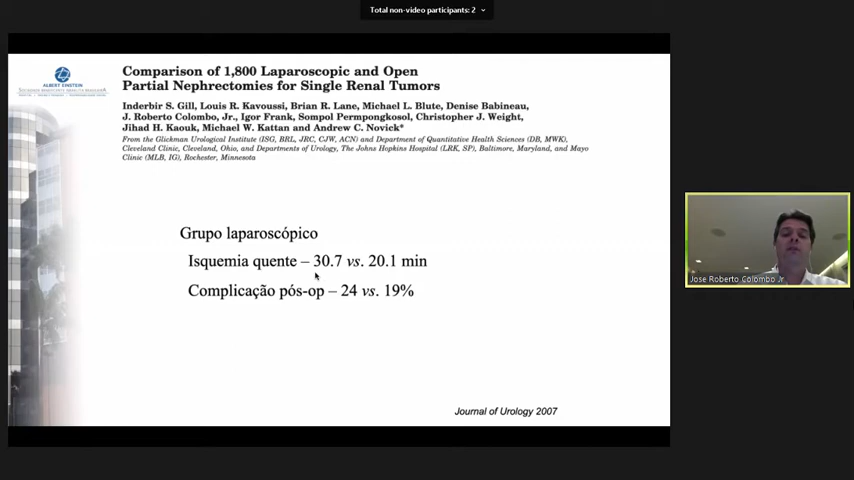 Total non-video participants: 2
ALBERT EINSTEIN
Comparison of 1,800 Laparoscopic and Open
Partial Nephrectomies for Single Renal Tumors
Inderbir S. Gill, Louis R. Kavoussi, Brian R. Lane, Michael L. Blute, Denise Babineau,
J. Roberto Colombo, Jr., Igor Frank, Sompol Permpongkosol, Christopher J. Weight,
Jihad H. Kaouk, Michael W. Kattan and Andrew C. Novick*
From the Glickman Urological Institute (ISG, BRL, JRC, CJW, ACN) and Department of Quantitative Health Sciences (DB, MWK),
Cleveland Clinic, Cleveland, Ohio, and Departments of Urology, The Johns Hopkins Hospital (LRK, SP), Baltimore, Maryland, and Mayo
Clinic (MLB, IG), Rochester, Minnesota
Grupo laparoscópico
Isquemia quente – 30.7 vs. 20.1 min
Complicação pós-op – 24 vs. 19%
Journal of Urology 2007
Jose Roberto Colombo Jr.